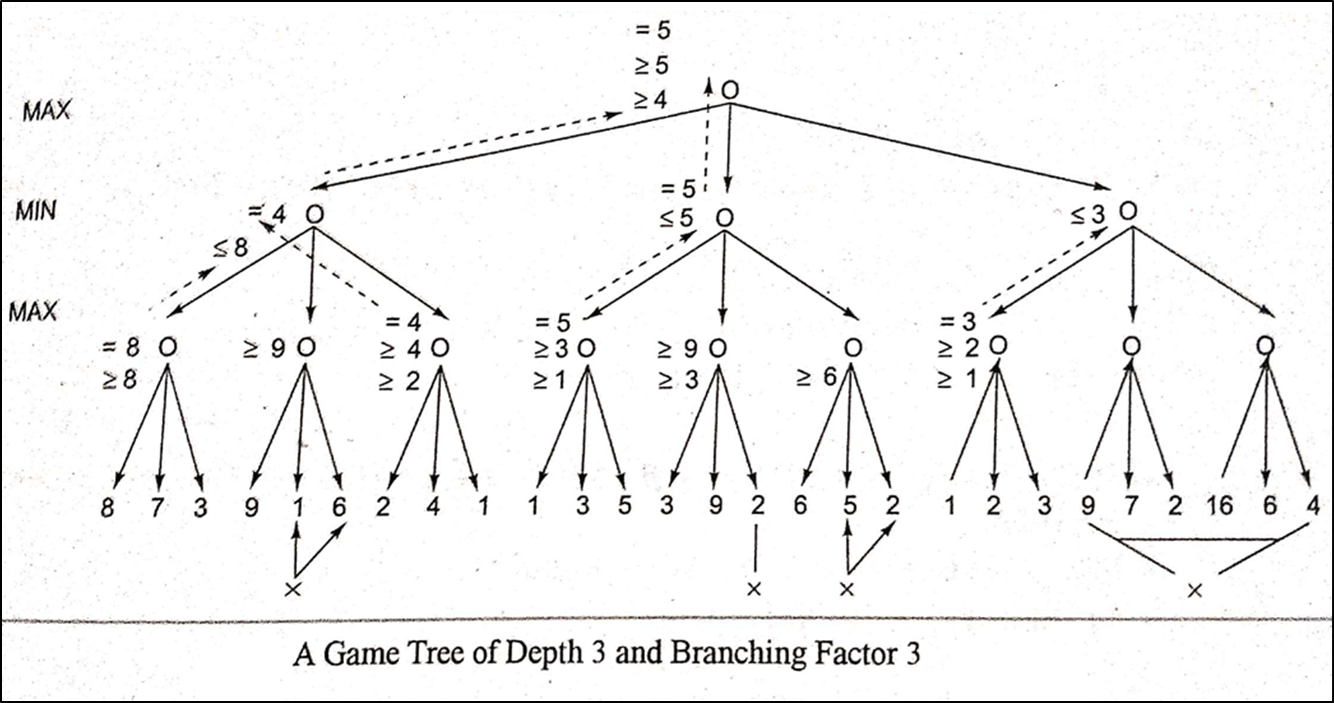 = 5
≥ 5
MAX ≥ 4 O
= 5
MIN = 4 O ≤ 5 O ≤ 3 O
≤ 8
MAX = 4 = 5 = 3
= 8 O ≥ 9 O ≥ 4 O ≥ 3 O ≥ 9 O O ≥ 2 O O O
≥ 8 ≥ 2 ≥ 1 ≥ 3 ≥ 6 ≥ 1
8 7 3 9 1 6 2 4 1 1 3 5 3 9 2 6 5 2 1 2 3 9 7 2 16 6 4
× × × ×
A Game Tree of Depth 3 and Branching Factor 3